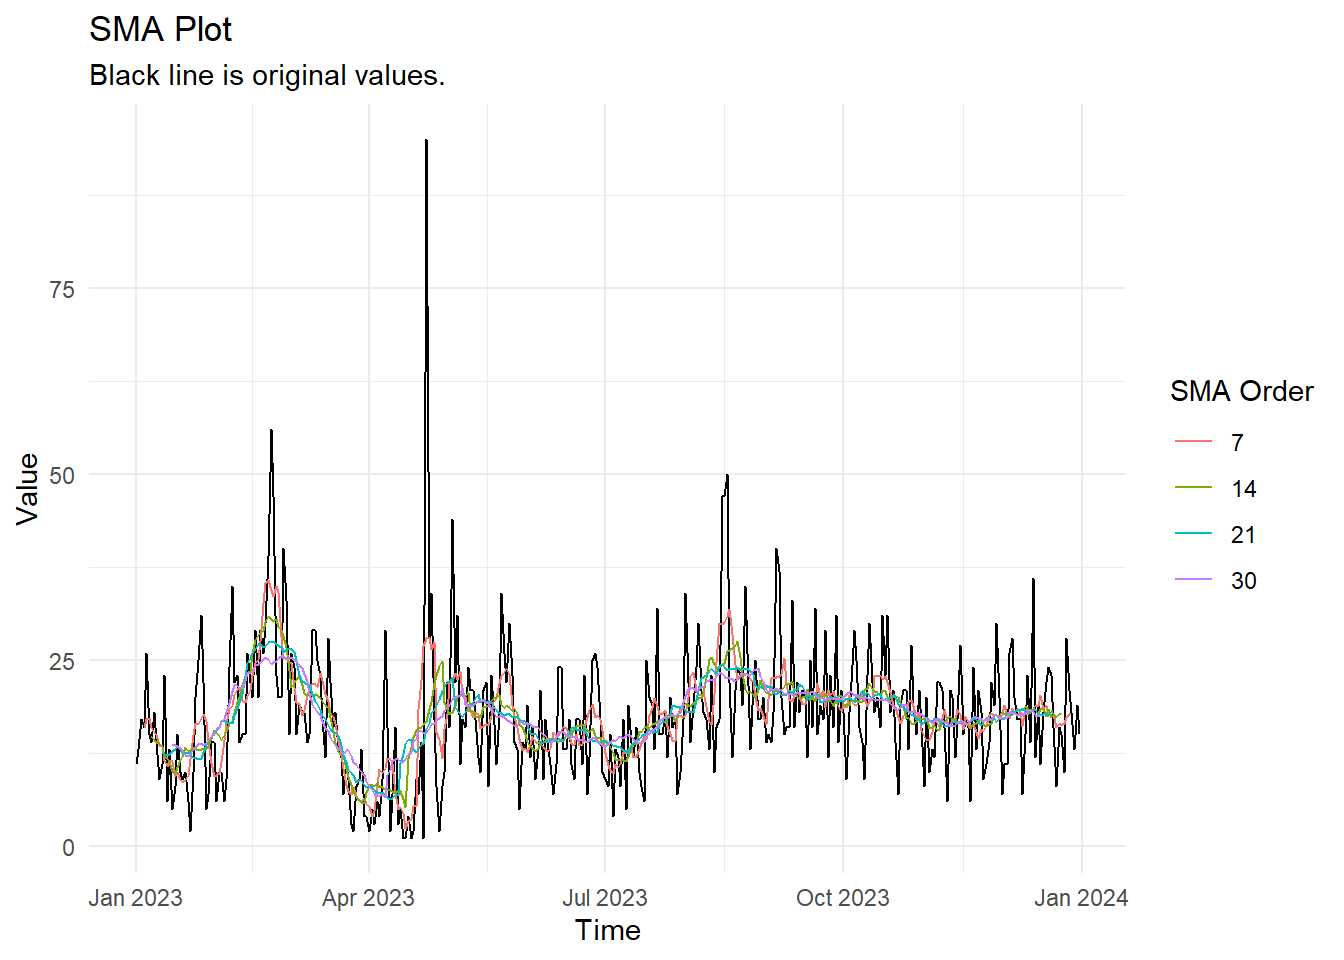 SMA Plot
Black line is original values.
Value
75
50
25
0
Jan 2023 Apr 2023 Jul 2023 Oct 2023 Jan 2024
Time
SMA Order
7
14
21
30